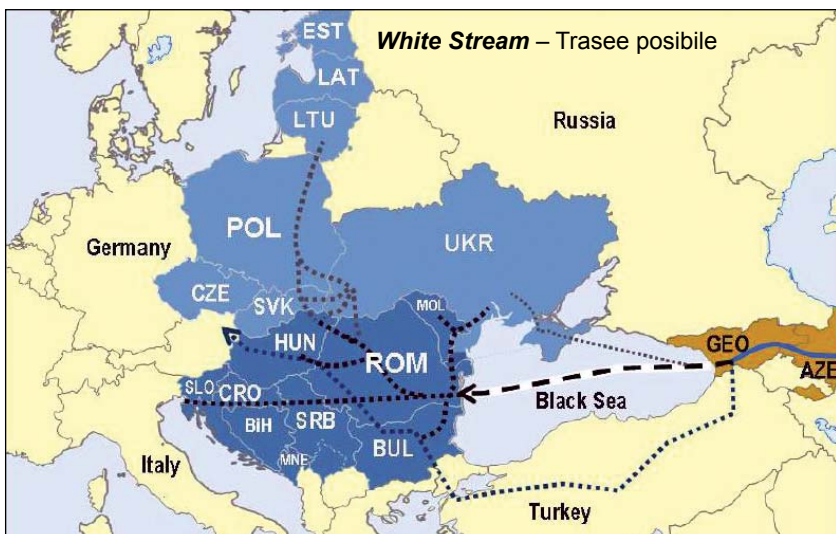 White Stream – Trasee posibile
EST
LAT
LTU
Russia
POL
Germany
UKR
CZE
SVK
MOL
HUN
ROM
GEO
AZE
SLO
CRO
Black Sea
BiH
SRB
Italy
MNE
BUL
Turkey